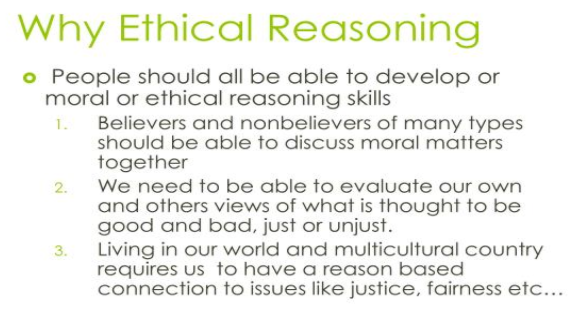 Why Ethical Reasoning
People should all be able to develop or
moral or ethical reasoning skills
1. Believers and nonbelievers of many types
should be able to discuss moral matters
together
2. We need to be able to evaluate our own
and others views of what is thought to be
good and bad, just or unjust.
3. Living in our world and multicultural country
requires us to have a reason based
connection to issues like justice, fairness etc...